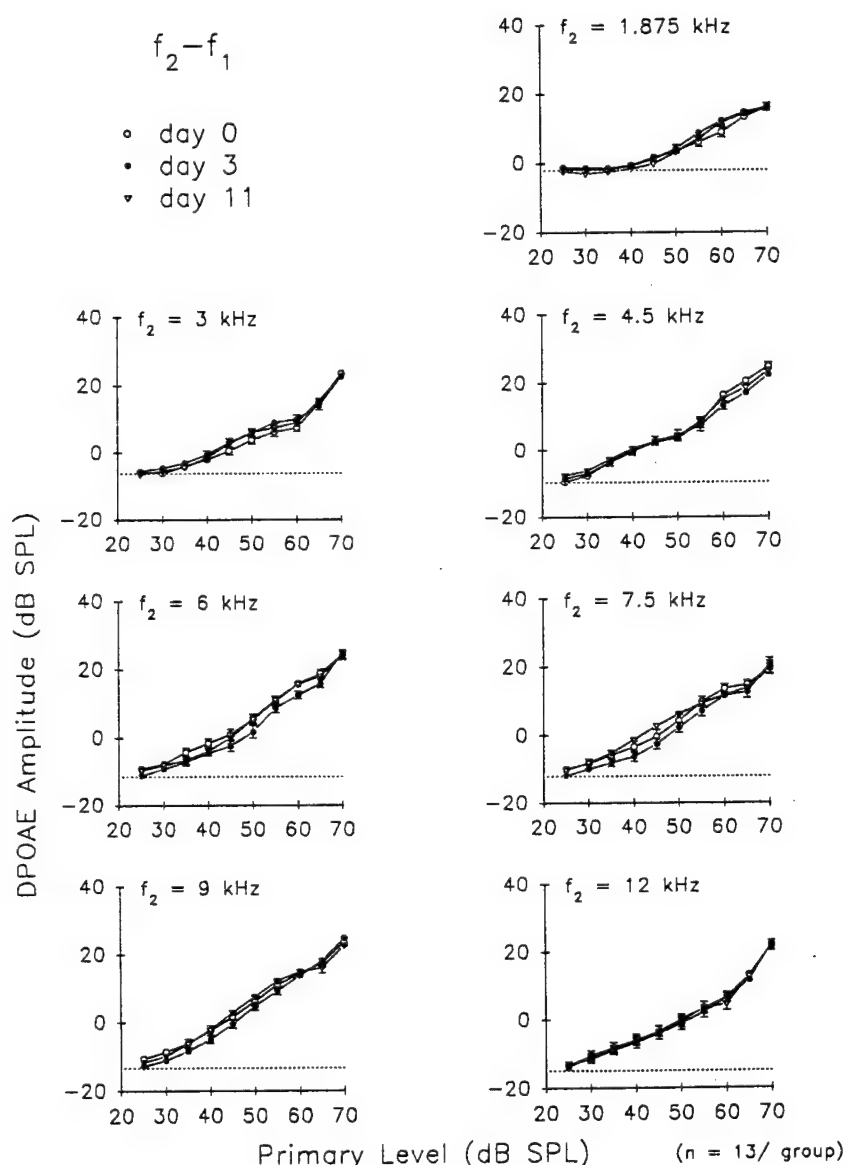 f₂-f₁
○ day 0
● day 3
▽ day 11
f₂ = 1.875 kHz
40
20
0
-20
20 30 40 50 60 70
f₂ = 3 kHz
40
20
0
-20
20 30 40 50 60 70
f₂ = 4.5 kHz
40
20
0
-20
20 30 40 50 60 70
f₂ = 6 kHz
40
20
0
-20
20 30 40 50 60 70
f₂ = 7.5 kHz
40
20
0
-20
20 30 40 50 60 70
f₂ = 9 kHz
40
20
0
-20
20 30 40 50 60 70
f₂ = 12 kHz
40
20
0
-20
20 30 40 50 60 70
DPOAE Amplitude (dB SPL)
Primary Level (dB SPL)
(n = 13/ group)